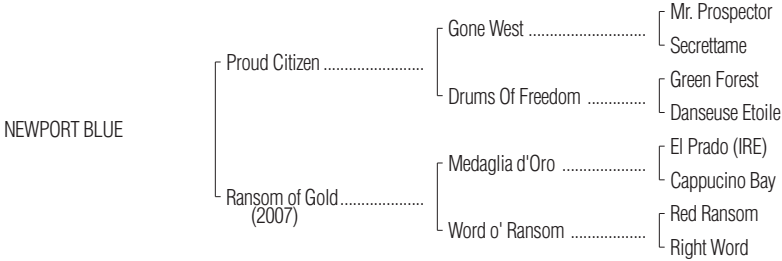 Mr. Prospector
Gone West ............................
Secrettame
Proud Citizen ........................
Green Forest
Drums Of Freedom ..............
Danseuse Etoile
NEWPORT BLUE
El Prado (IRE)
Medaglia d'Oro ....................
Cappucino Bay
Ransom of Gold....................
(2007)
Red Ransom
Word o' Ransom ..................
Right Word